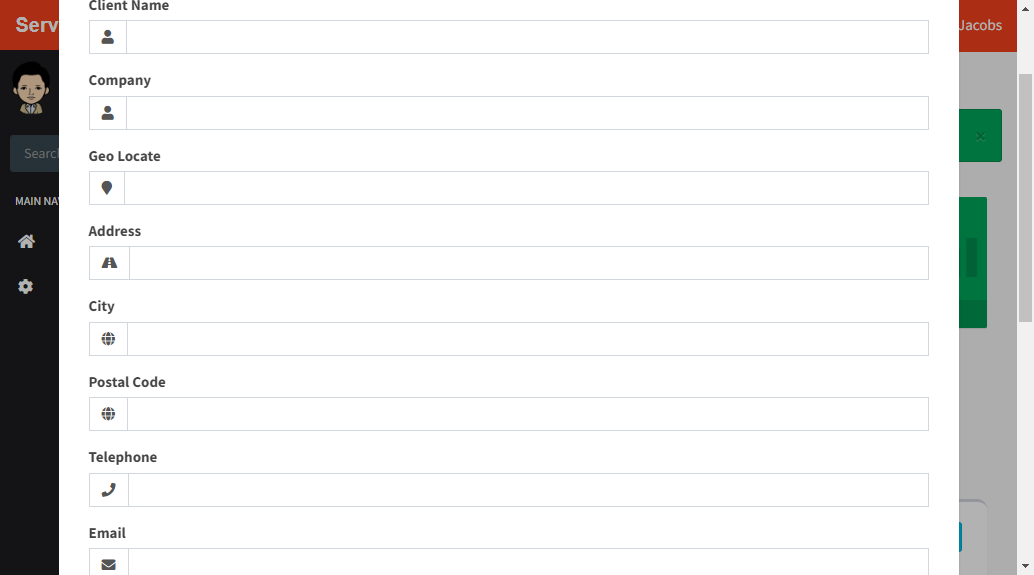 Client Name
Serv
Jacobs
Company
Search
Geo Locate
MAIN NAV
Address
City
Postal Code
Telephone
Email